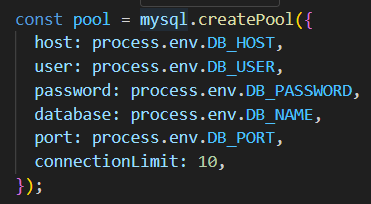 const pool = mysql.createPool({
host: process.env.DB_HOST,
user: process.env.DB_USER,
password: process.env.DB_PASSWORD,
database: process.env.DB_NAME,
port: process.env.DB_PORT,
connectionLimit: 10,
});